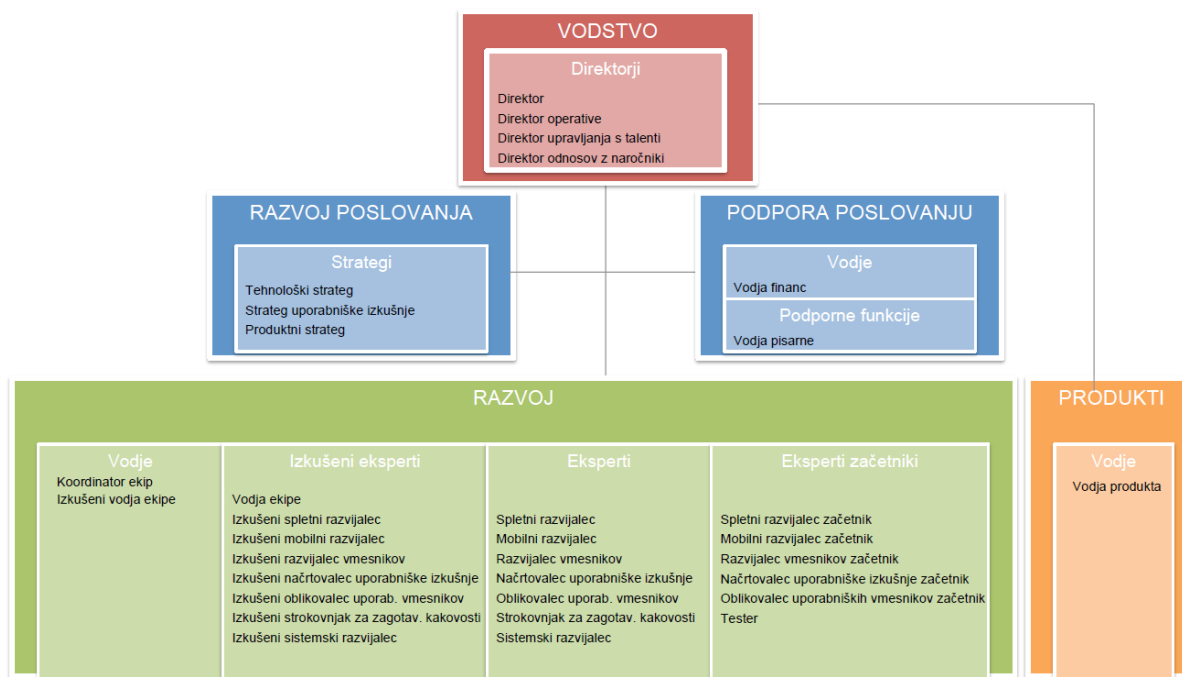 VODSTVO
Direktorji
Direktor
Direktor operative
Direktor upravljanja s talenti
Direktor odnosov z naročniki
RAZVOJ POSLOVANJA
Strategi
Tehnološki strateg
Strateg uporabniške izkušnje
Produktni strateg
PODPORA POSLOVANJU
Vodje
Vodja financ
Podporne funkcije
Vodja pisarne
RAZVOJ
Vodje
Koordinator ekip
Izkušeni vodja ekipe
Izkušeni eksperti
Vodja ekipe
Izkušeni spletni razvijalec
Izkušeni mobilni razvijalec
Izkušeni razvijalec vmesnikov
Izkušeni načrtovalec uporabniške izkušnje
Izkušeni oblikovalec uporab. vmesnikov
Izkušeni strokovnjak za zagotav. kakovosti
Izkušeni sistemski razvijalec
Eksperti
Spletni razvijalec
Mobilni razvijalec
Razvijalec vmesnikov
Načrtovalec uporabniške izkušnje
Oblikovalec uporab. vmesnikov
Strokovnjak za zagotav. kakovosti
Sistemski razvijalec
Eksperti začetniki
Spletni razvijalec začetnik
Mobilni razvijalec začetnik
Razvijalec vmesnikov začetnik
Načrtovalec uporabniške izkušnje začetnik
Oblikovalec uporabniških vmesnikov začetnik
Tester
PRODUKTI
Vodje
Vodja produkta